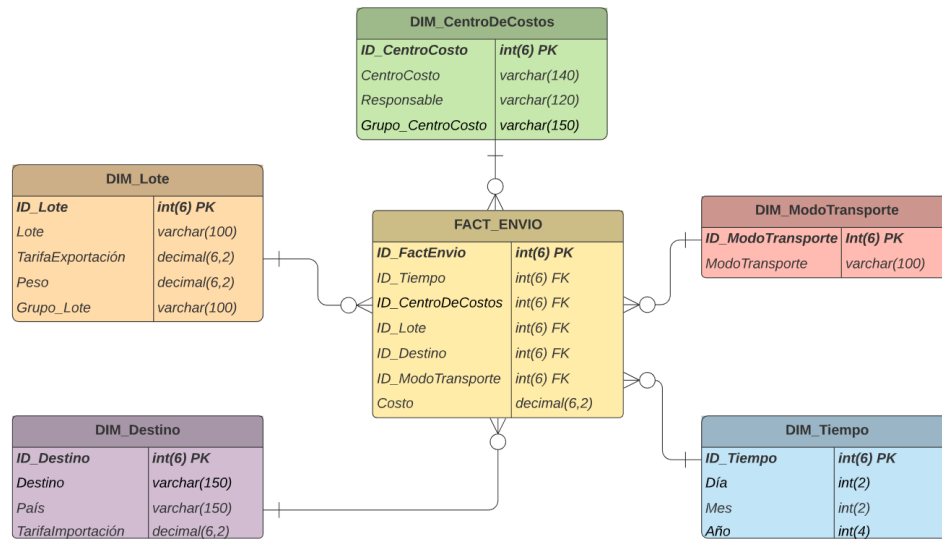 DIM_CentroDeCostos
ID_CentroCosto int(6) PK
CentroCosto varchar(140)
Responsable varchar(120)
Grupo_CentroCosto varchar(150)
DIM_Lote
ID_Lote int(6) PK
Lote varchar(100)
TarifaExportación decimal(6,2)
Peso decimal(6,2)
Grupo_Lote varchar(100)
FACT_ENVIO
ID_FactEnvio int(6) PK
ID_Tiempo int(6) FK
ID_CentroDeCostos int(6) FK
ID_Lote int(6) FK
ID_Destino int(6) FK
ID_ModoTransporte int(6) FK
Costo decimal(6,2)
DIM_ModoTransporte
ID_ModoTransporte Int(6) PK
ModoTransporte varchar(100)
DIM_Destino
ID_Destino int(6) PK
Destino varchar(150)
País varchar(150)
TarifaImportación decimal(6,2)
DIM_Tiempo
ID_Tiempo int(6) PK
Día int(2)
Mes int(2)
Año int(4)